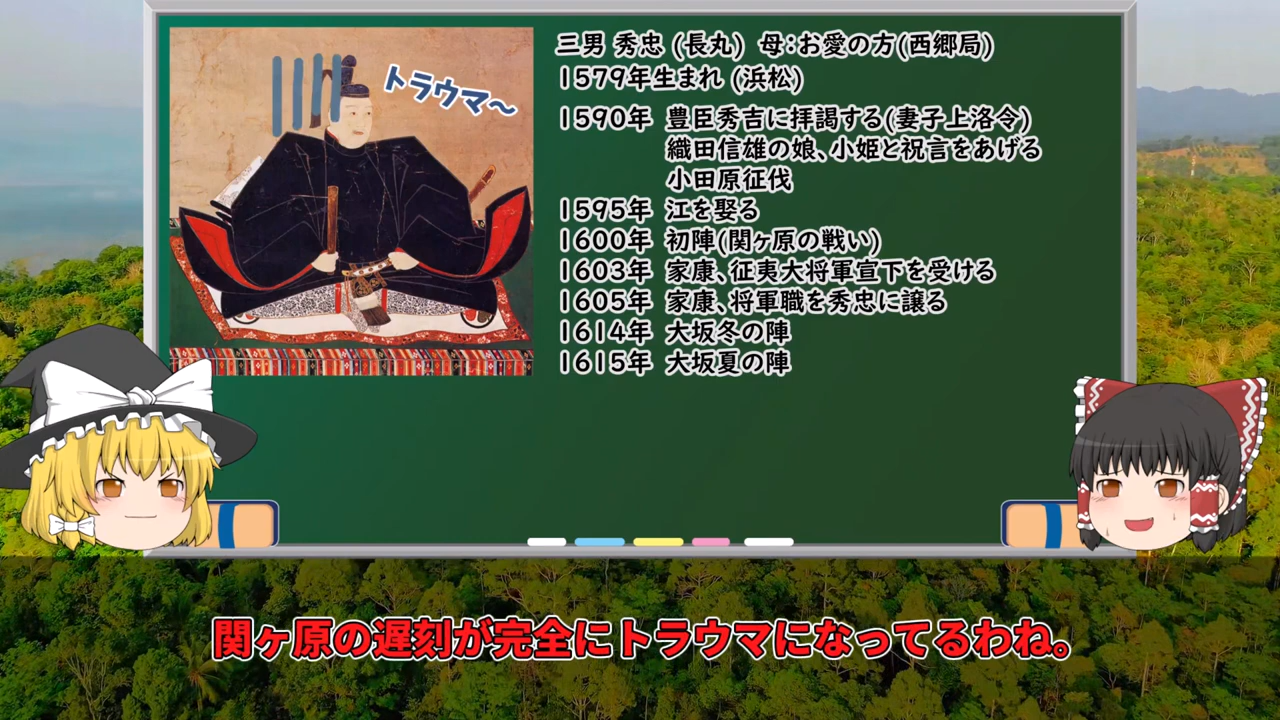 トラウマ～
三男 秀忠 (長丸) 母:お愛の方(西郷局)
1579年生まれ (浜松)
1590年 豊臣秀吉に拝謁する(妻子上洛令)
織田信雄の娘、小姫と祝言をあげる
小田原征伐
1595年 江を娶る
1600年 初陣(関ヶ原の戦い)
1603年 家康、征夷大将軍宣下を受ける
1605年 家康、将軍職を秀忠に譲る
1614年 大坂冬の陣
1615年 大坂夏の陣
関ヶ原の遅刻が完全にトラウマになってるわね。